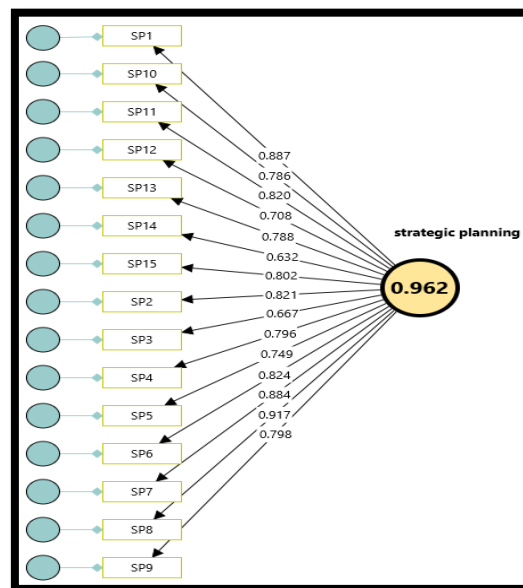 SP1
SP10
SP11
SP12
SP13
SP14
SP15
SP2
SP3
SP4
SP5
SP6
SP7
SP8
SP9
0.887
0.786
0.820
0.708
0.788
0.632
0.802
0.821
0.667
0.796
0.749
0.824
0.884
0.917
0.798
strategic planning
0.962